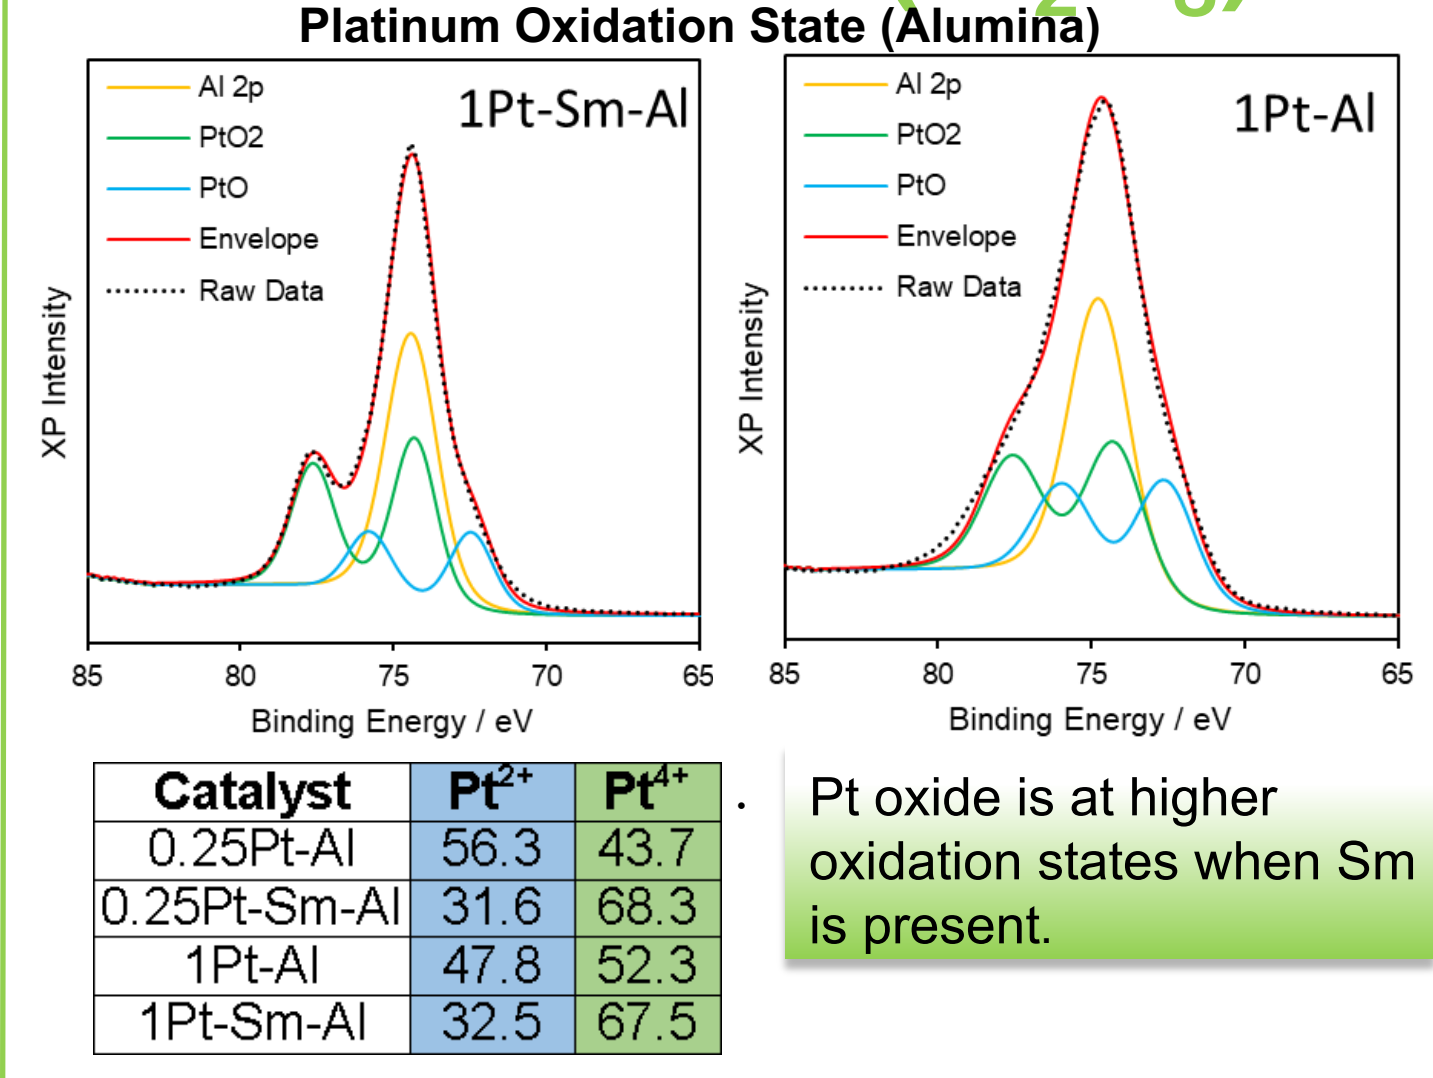 Platinum Oxidation State (Alumina)
Al 2p
PtO2
PtO
Envelope
Raw Data
1Pt-Sm-Al
XP Intensity
85 80 75 70 65
Binding Energy / eV
Al 2p
PtO2
PtO
Envelope
Raw Data
1Pt-Al
XP Intensity
85 80 75 70 65
Binding Energy / eV
Catalyst Pt2+ Pt4+
0.25Pt-Al 56.3 43.7
0.25Pt-Sm-Al 31.6 68.3
1Pt-Al 47.8 52.3
1Pt-Sm-Al 32.5 67.5
.
Pt oxide is at higher
oxidation states when Sm
is present.